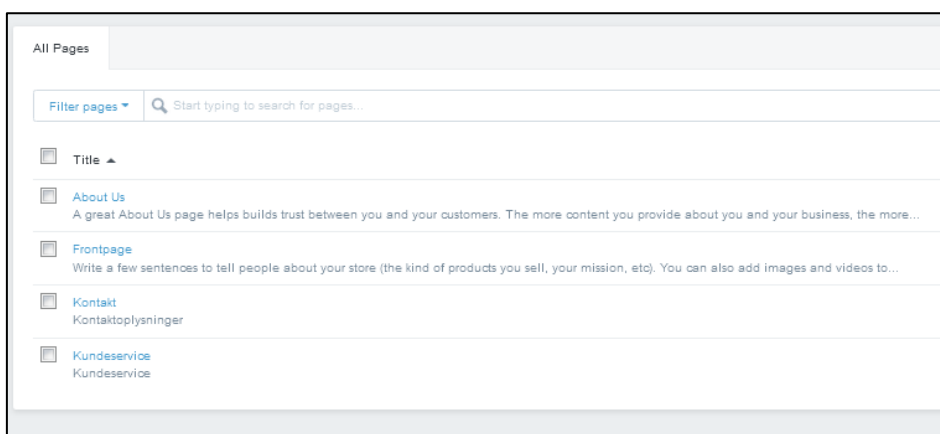 All Pages
Filter pages
Start typing to search for pages...
Title
About Us
A great About Us page helps builds trust between you and your customers. The more content you provide about you and your business, the more...
Frontpage
Write a few sentences to tell people about your store (the kind of products you sell, your mission, etc). You can also add images and videos to...
Kontakt
Kontaktoplysninger
Kundeservice
Kundeservice